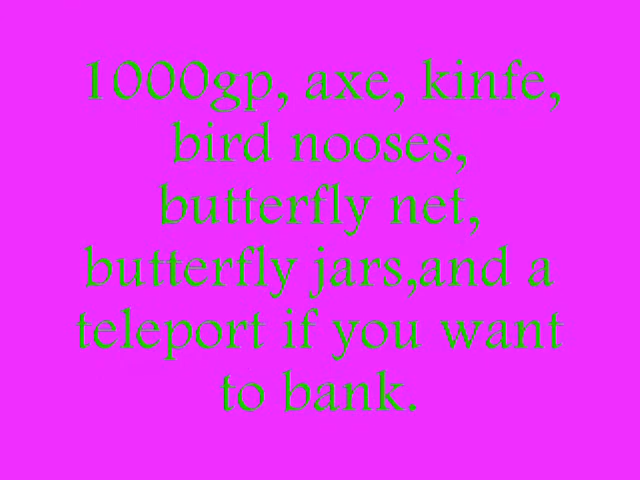 1000gp, axe, kinfe,
bird nooses,
butterfly net,
butterfly jars,and a
teleport if you want
to bank.